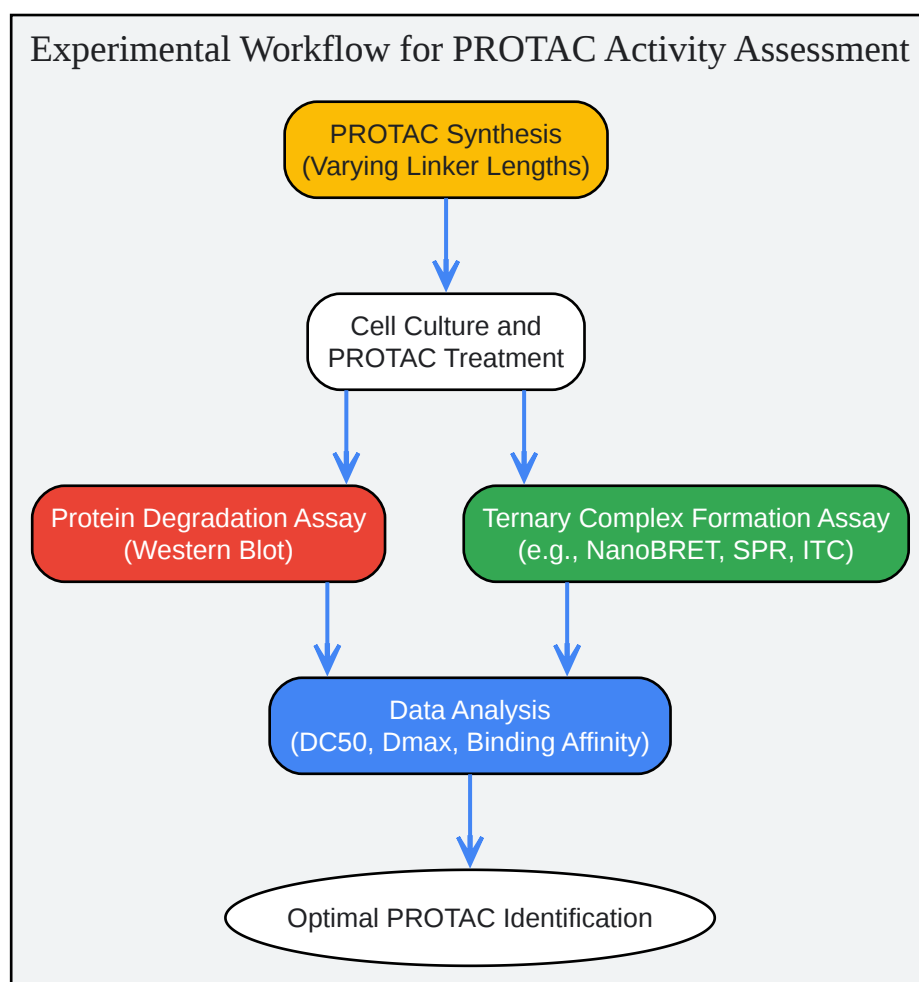 Experimental Workflow for PROTAC Activity Assessment
PROTAC Synthesis
(Varying Linker Lengths)
Cell Culture and
PROTAC Treatment
Protein Degradation Assay
(Western Blot)
Ternary Complex Formation Assay
(e.g., NanoBRET, SPR, ITC)
Data Analysis
(DC50, Dmax, Binding Affinity)
Optimal PROTAC Identification